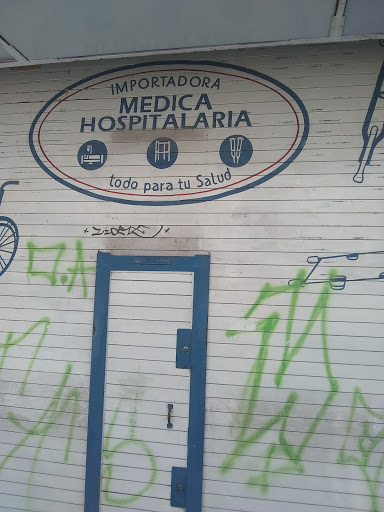 IMPORTADORA
MEDICA
HOSPITALARIA
todo para tu Salud